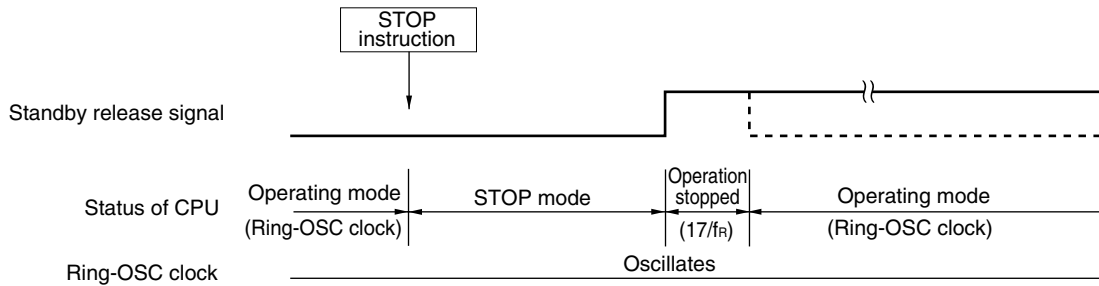 STOP
instruction
Standby release signal
Operation
stopped
Operating mode
STOP mode
Operating mode
Status of CPU
(Ring-OSC clock)
(17/fR)
(Ring-OSC clock)
Oscillates
Ring-OSC clock